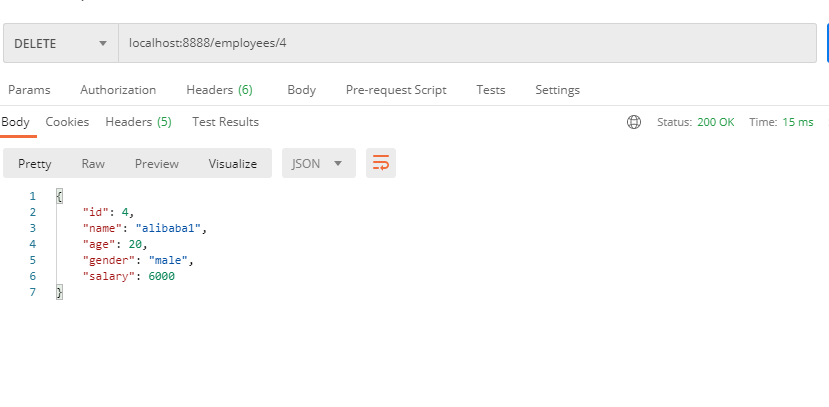 DELETE localhost:8888/employees/4
Params Authorization Headers (6) Body Pre-request Script Tests Settings
Body Cookies Headers (5) Test Results Status: 200 OK Time: 15 ms
Pretty Raw Preview Visualize JSON
1 {
2 "id": 4,
3 "name": "alibaba1",
4 "age": 20,
5 "gender": "male",
6 "salary": 6000
7 }